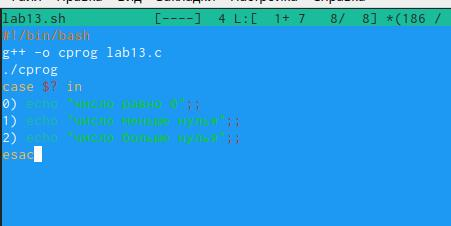 lab13.sh [----] 4 L:[ 1+ 7 8/ 8] *(186 /
#!/bin/bash
g++ -o cprog lab13.c
./cprog
case $? in
0) echo "число равно 0";;
1) echo "число меньше нуля";;
2) echo "число больше нуля";;
esac